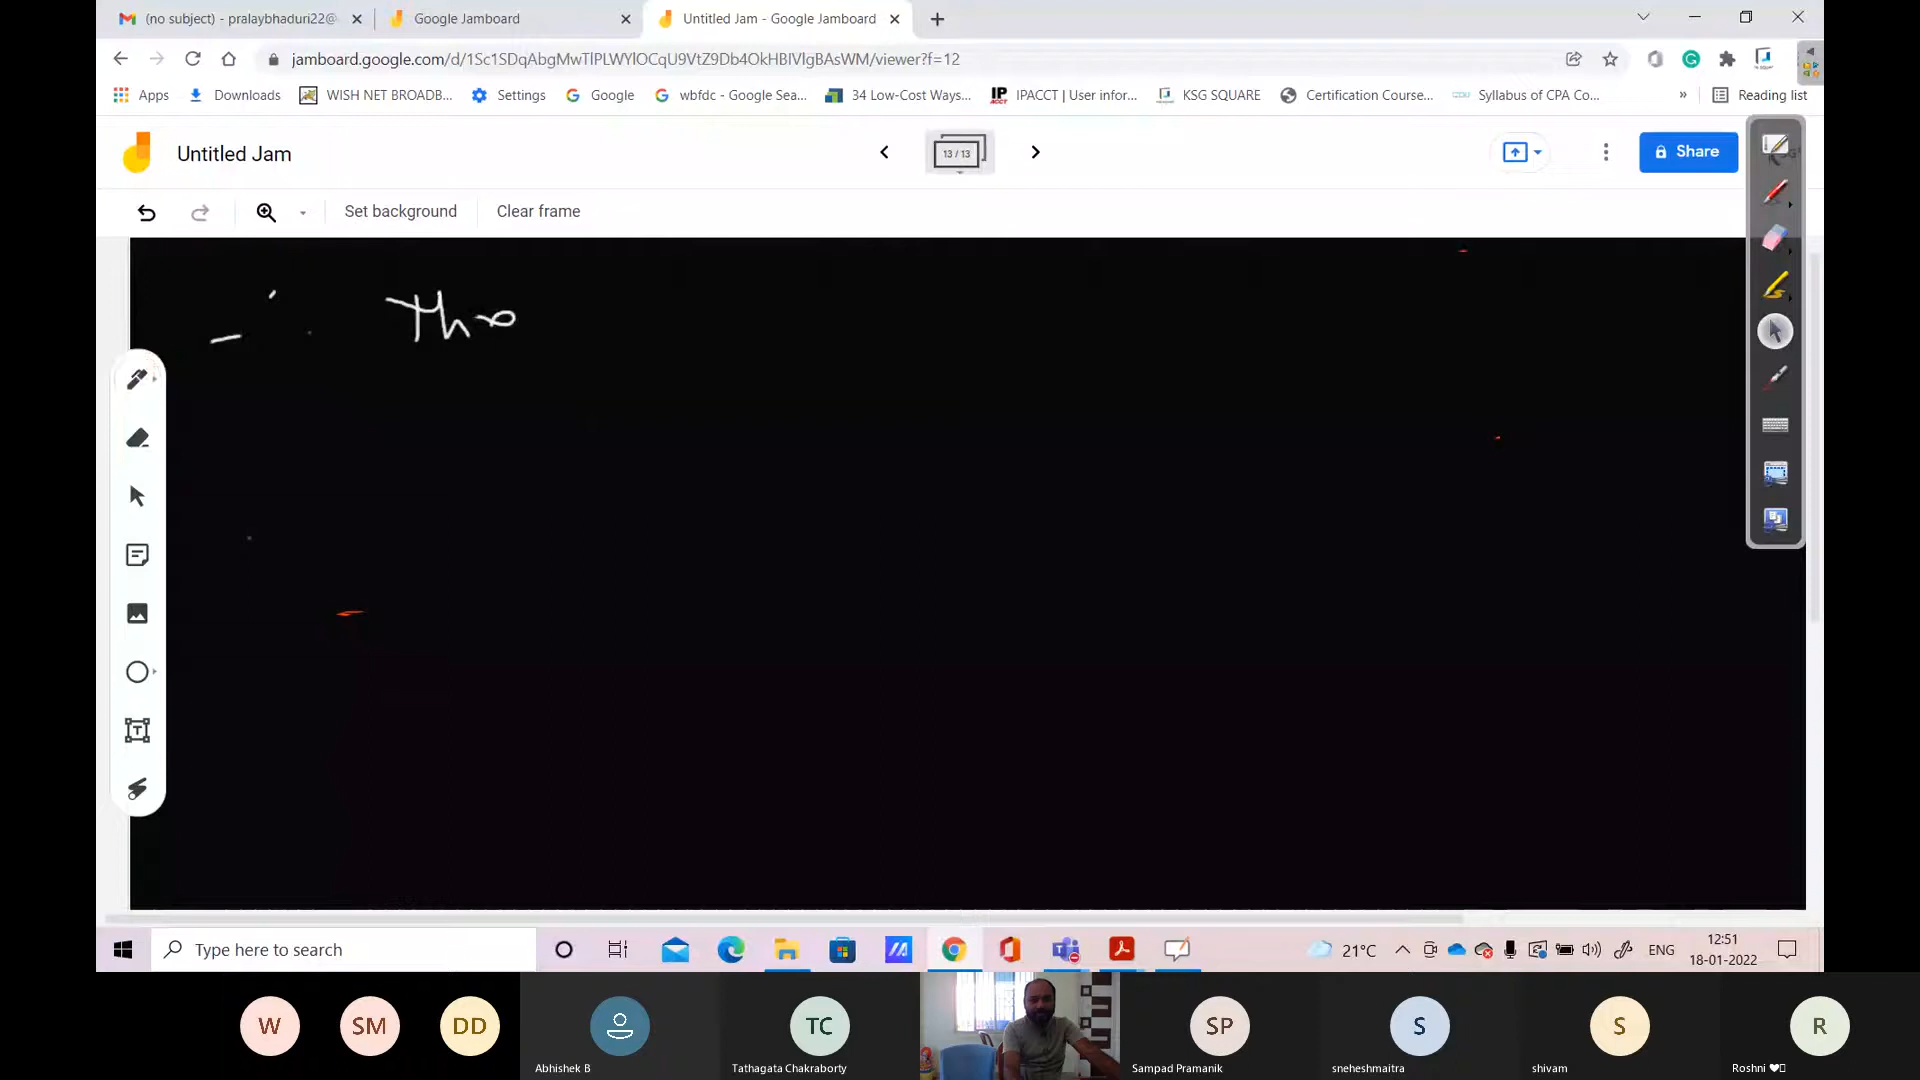 (no subject) - pralaybhaduri22@
Google Jamboard
Untitled Jam - Google Jamboard
jamboard.google.com/d/1Sc1SDqAbgMwTlPLWYlOCqU9VtZ9Db4OkHBIVlgBAsWM/viewer?f=12
Apps Downloads WISH NET BROADB... Settings Google wbfdc - Google Sea... 34 Low-Cost Ways... IPACCT | User infor... KSG SQUARE Certification Course... Syllabus of CPA Co... » Reading list
Untitled Jam
13 / 13
Share
Set background Clear frame
The
Type here to search
21°C
ENG
12:51
18-01-2022
W SM DD TC SP S S R
Abhishek B Tathagata Chakraborty Sampad Pramanik sneheshmaitra shivam Roshni ❤